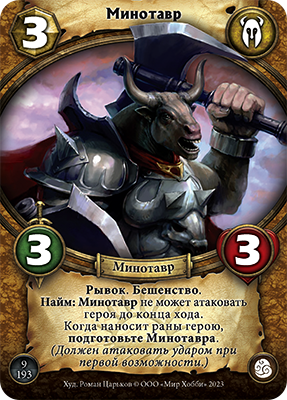 Минотавр
3
3
3
Минотавр
Рывок. Бешенство.
Найм: Минотавр не может атаковать
героя до конца хода.
Когда наносит раны герою,
подготовьте Минотавра.
(Должен атаковать ударом при
первой возможности.)
9
193
Худ. Роман Царьков © ООО «Мир Хобби» 2023